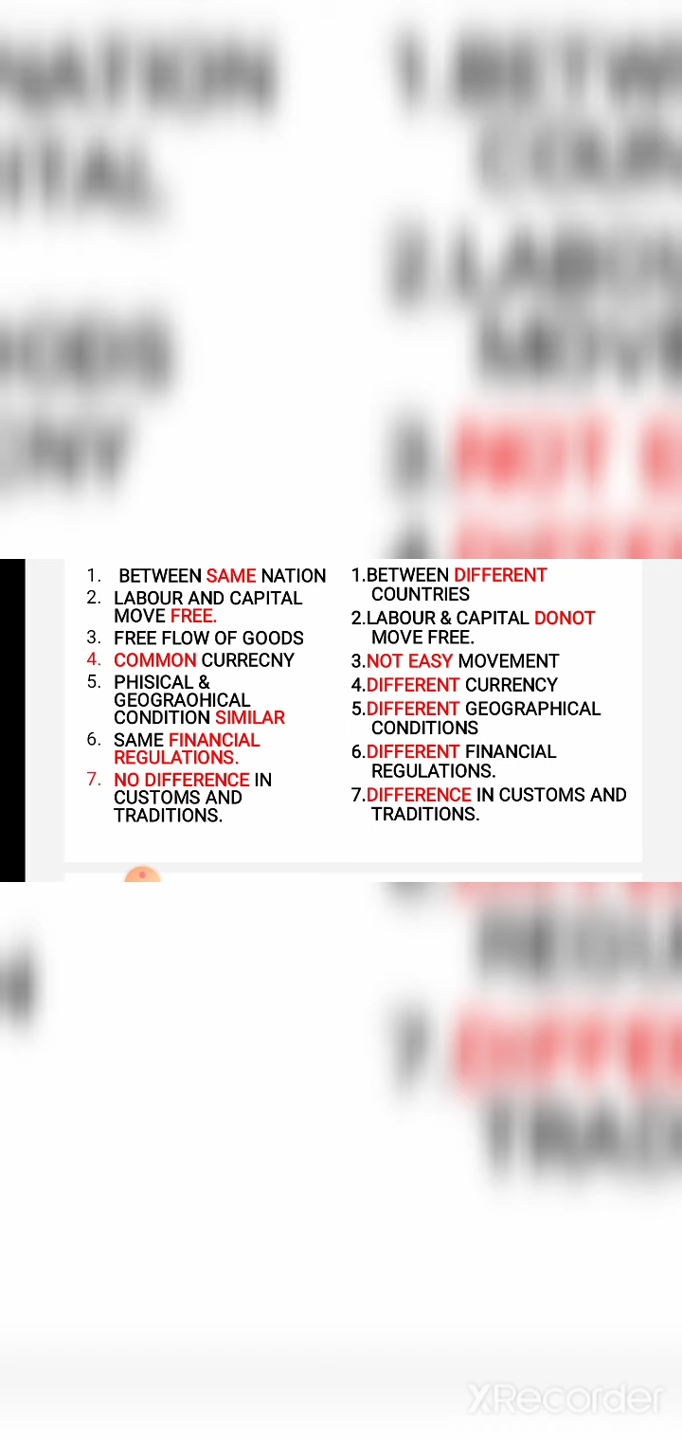 1. BETWEEN SAME NATION
2. LABOUR AND CAPITAL
MOVE FREE.
3. FREE FLOW OF GOODS
4. COMMON CURRECNY
5. PHISICAL &
GEOGRAOHICAL
CONDITION SIMILAR
6. SAME FINANCIAL
REGULATIONS.
7. NO DIFFERENCE IN
CUSTOMS AND
TRADITIONS.
1.BETWEEN DIFFERENT
COUNTRIES
2.LABOUR & CAPITAL DONOT
MOVE FREE.
3.NOT EASY MOVEMENT
4.DIFFERENT CURRENCY
5.DIFFERENT GEOGRAPHICAL
CONDITIONS
6.DIFFERENT FINANCIAL
REGULATIONS.
7.DIFFERENCE IN CUSTOMS AND
TRADITIONS.
XRecorder